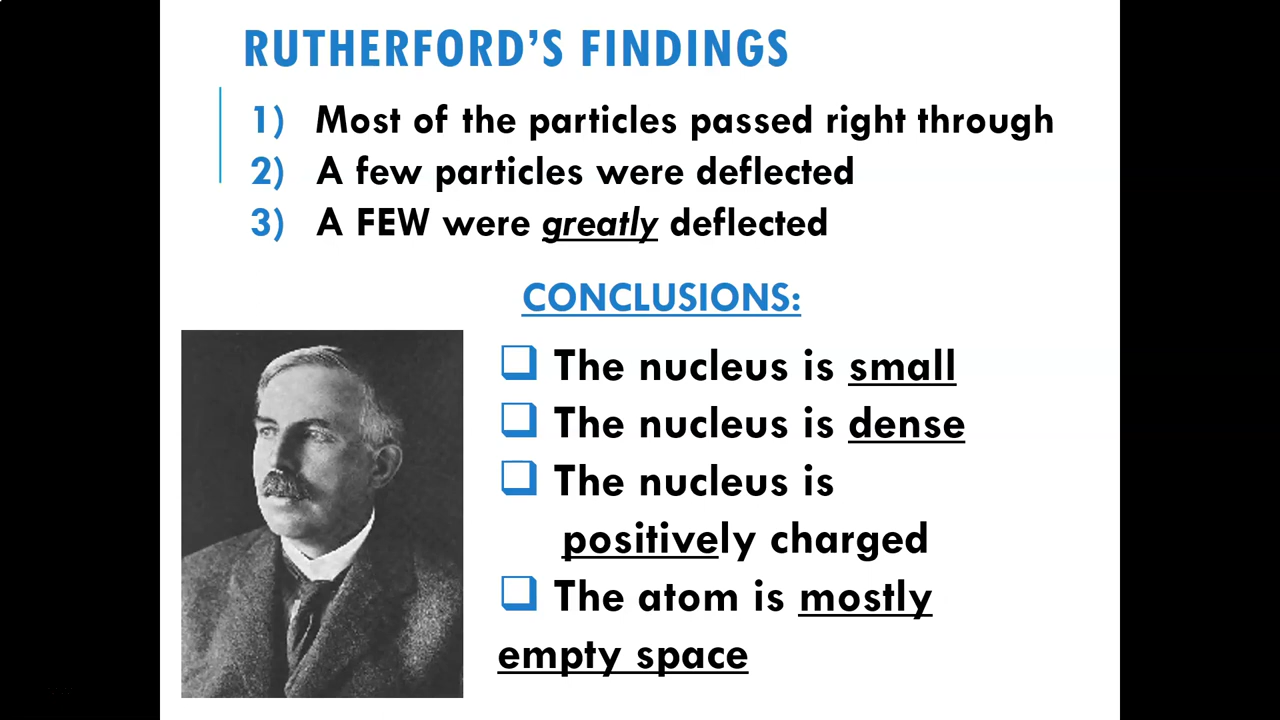 RUTHERFORD'S FINDINGS
1) Most of the particles passed right through
2) A few particles were deflected
3) A FEW were greatly deflected
CONCLUSIONS:
❑ The nucleus is small
❑ The nucleus is dense
❑ The nucleus is
positively charged
❑ The atom is mostly
empty space